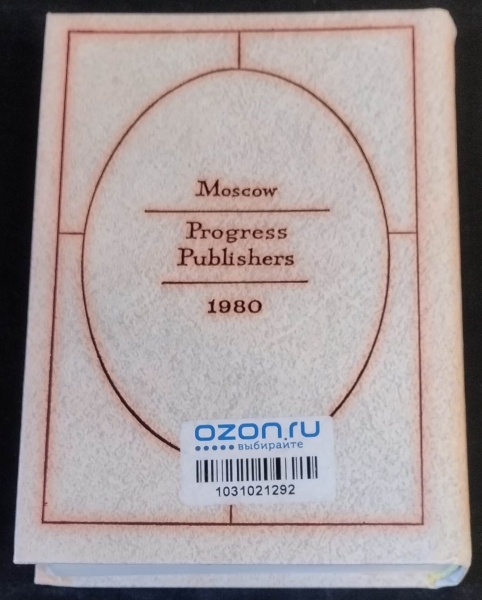 Moscow
Progress
Publishers
1980
ozon.ru
выбирайте
1031021292